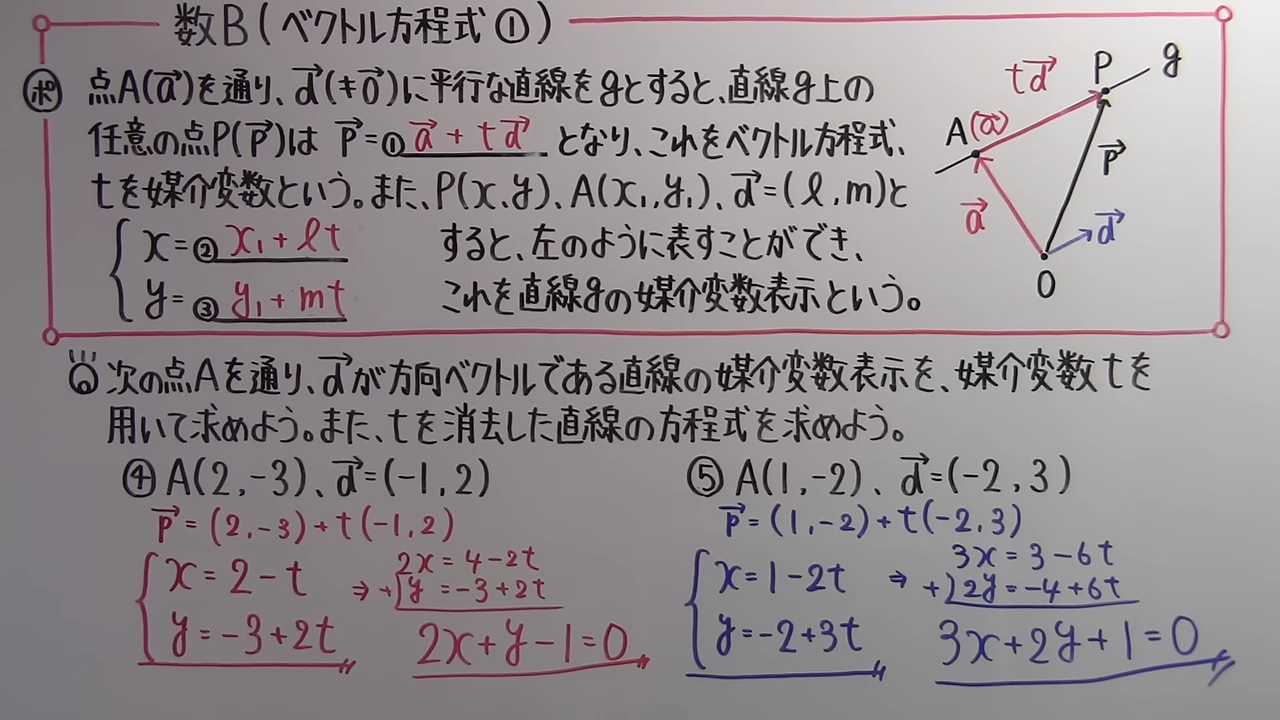 数B(ベクトル方程式①)
ポ 点A(a⃗)を通り、d⃗(≠0⃗)に平行な直線をgとすると、直線g上の
任意の点P(p⃗)は p⃗=①a⃗+td⃗ となり、これをベクトル方程式、
tを媒介変数という。また、P(x,y)、A(x₁,y₁)、d⃗=(l,m)と
x=②x₁+lt すると、左のように表すことができ、
y=③y₁+mt これを直線gの媒介変数表示という。
P g
td⃗
A(a⃗)
p⃗
a⃗
d⃗
O
次の点Aを通り、d⃗が方向ベクトルである直線の媒介変数表示を、媒介変数tを
用いて求めよう。また、tを消去した直線の方程式を求めよう。
④A(2,-3)、d⃗=(-1,2)
p⃗=(2,-3)+t(-1,2)
x=2-t
y=-3+2t
⇒ 2x=4-2t
+) y=-3+2t
2x+y-1=0
⑤A(1,-2)、d⃗=(-2,3)
p⃗=(1,-2)+t(-2,3)
x=1-2t
y=-2+3t
⇒ 3x=3-6t
+) 2y=-4+6t
3x+2y+1=0